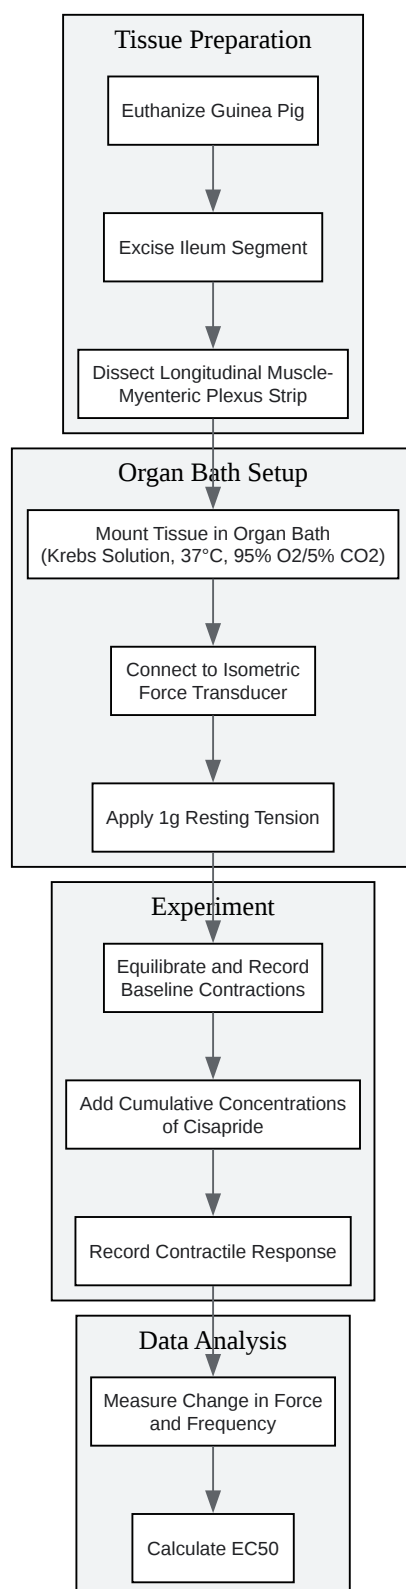 Tissue Preparation
Euthanize Guinea Pig
Excise Ileum Segment
Dissect Longitudinal Muscle-
Myenteric Plexus Strip
Organ Bath Setup
Mount Tissue in Organ Bath
(Krebs Solution, 37°C, 95% O2/5% CO2)
Connect to Isometric
Force Transducer
Apply 1g Resting Tension
Experiment
Equilibrate and Record
Baseline Contractions
Add Cumulative Concentrations
of Cisapride
Record Contractile Response
Data Analysis
Measure Change in Force
and Frequency
Calculate EC50